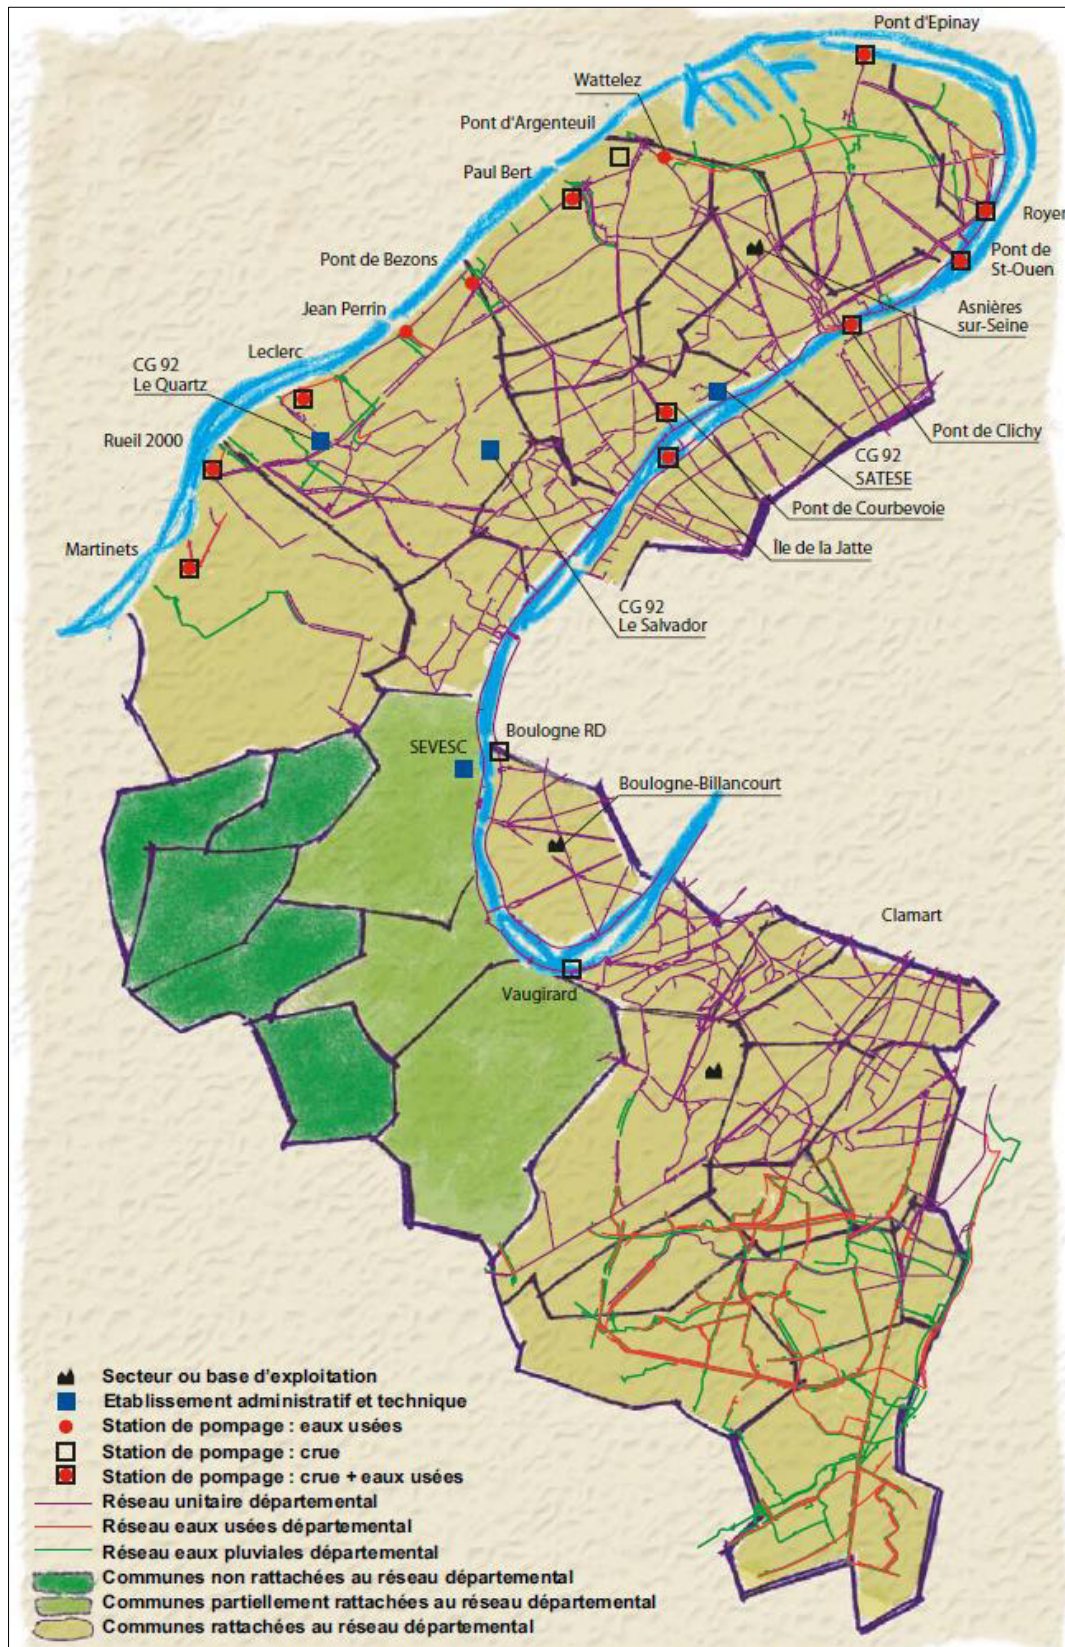 Pont d'Epinay
Wattelez
Pont d'Argenteuil
Paul Bert
Royer
Pont de
St-Ouen
Pont de Bezons
Jean Perrin
Asnières
sur-Seine
Leclerc
CG 92
Le Quartz
Rueil 2000
Pont de Clichy
CG 92
SATESE
Pont de Courbevoie
Île de la Jatte
Martinets
CG 92
Le Salvador
Boulogne RD
SEVESC
Boulogne-Billancourt
Clamart
Vaugirard
Secteur ou base d'exploitation
Etablissement administratif et technique
Station de pompage : eaux usées
Station de pompage : crue
Station de pompage : crue + eaux usées
Réseau unitaire départemental
Réseau eaux usées départemental
Réseau eaux pluviales départemental
Communes non rattachées au réseau départemental
Communes partiellement rattachées au réseau départemental
Communes rattachées au réseau départemental